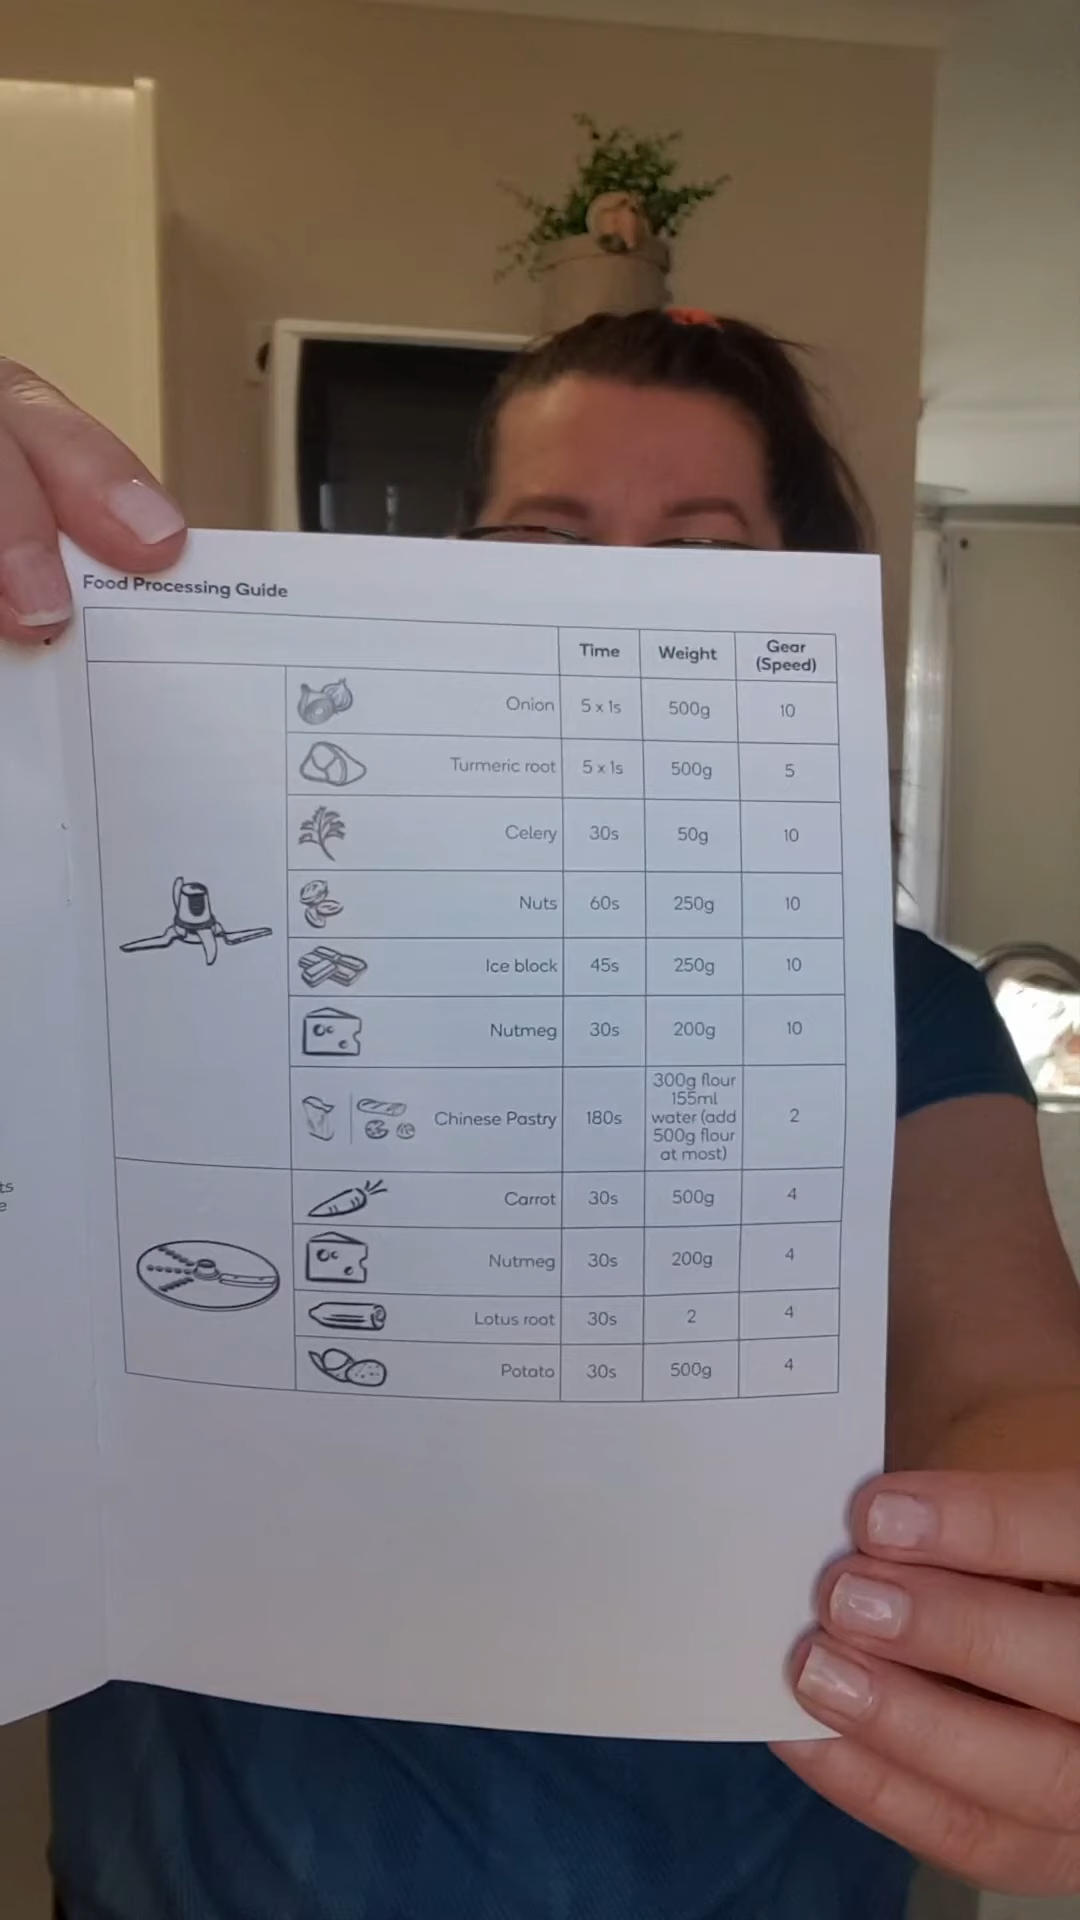 Food Processing Guide
Time Weight Gear (Speed)
Onion 5 x 1s 500g 10
Turmeric root 5 x 1s 500g 5
Celery 30s 50g 10
Nuts 60s 250g 10
Ice block 45s 250g 10
Nutmeg 30s 200g 10
Chinese Pastry 180s 300g flour 155ml water (add 500g flour at most) 2
Carrot 30s 500g 4
Nutmeg 30s 200g 4
Lotus root 30s 2 4
Potato 30s 500g 4